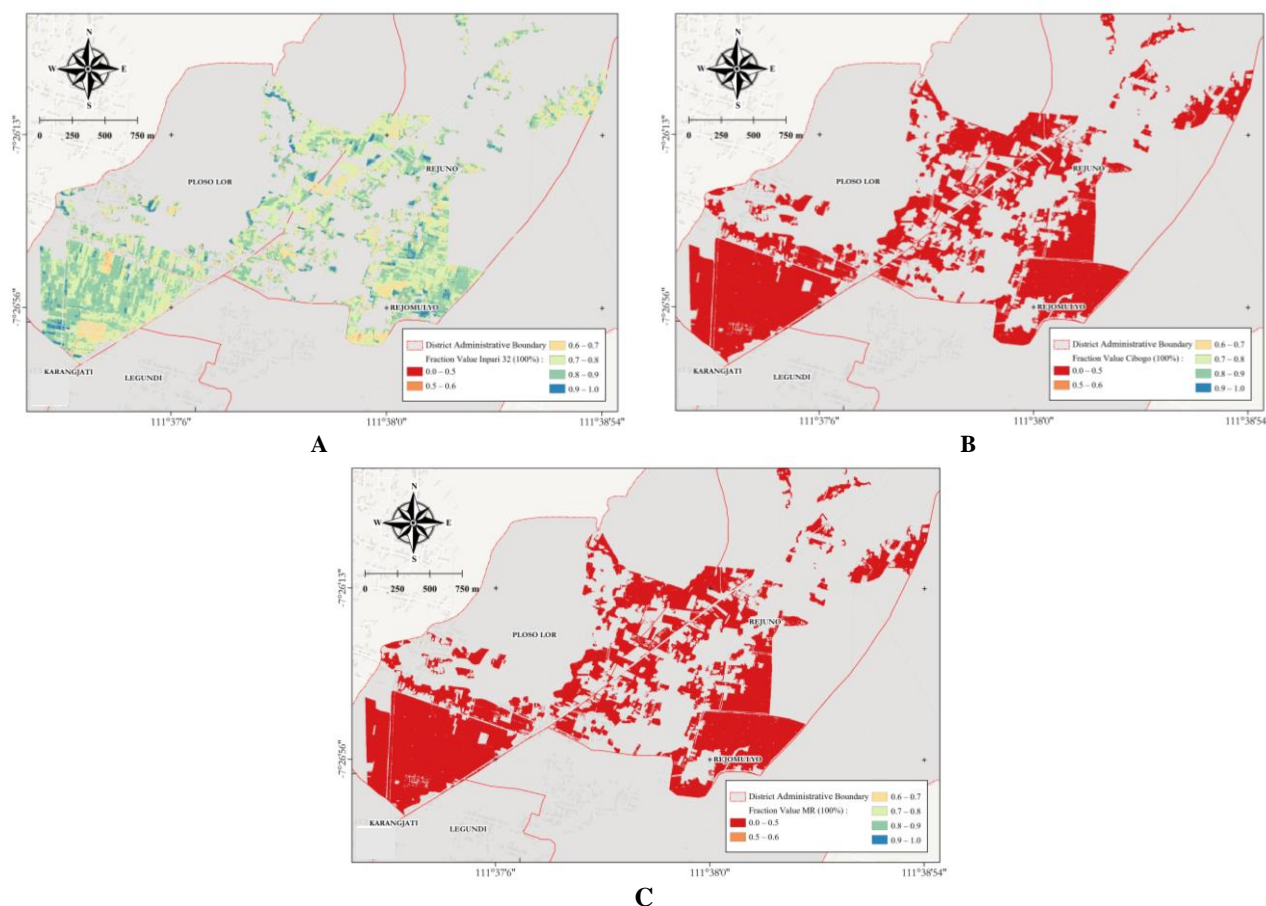 N
W E
S
0 250 500 750 m
-7°26'13"
-7°26'56"
PLOSO LOR
REJUNO
REJOMULYO
KARANGJATI
LEGUNDI
District Administrative Boundary
Fraction Value Inpari 32 (100%) :
0.0 – 0.5
0.5 – 0.6
0.6 – 0.7
0.7 – 0.8
0.8 – 0.9
0.9 – 1.0
111°37'6"
111°38'0"
111°38'54"
A
N
W E
S
0 250 500 750 m
-7°26'13"
-7°26'56"
PLOSO LOR
REJUNO
REJOMULYO
KARANGJATI
LEGUNDI
District Administrative Boundary
Fraction Value Cibogo (100%) :
0.0 – 0.5
0.5 – 0.6
0.6 – 0.7
0.7 – 0.8
0.8 – 0.9
0.9 – 1.0
111°37'6"
111°38'0"
111°38'54"
B
N
W E
S
0 250 500 750 m
-7°26'13"
-7°26'56"
PLOSO LOR
REJUNO
REJOMULYO
KARANGJATI
LEGUNDI
District Administrative Boundary
Fraction Value MR (100%) :
0.0 – 0.5
0.5 – 0.6
0.6 – 0.7
0.7 – 0.8
0.8 – 0.9
0.9 – 1.0
111°37'6"
111°38'0"
111°38'54"
C